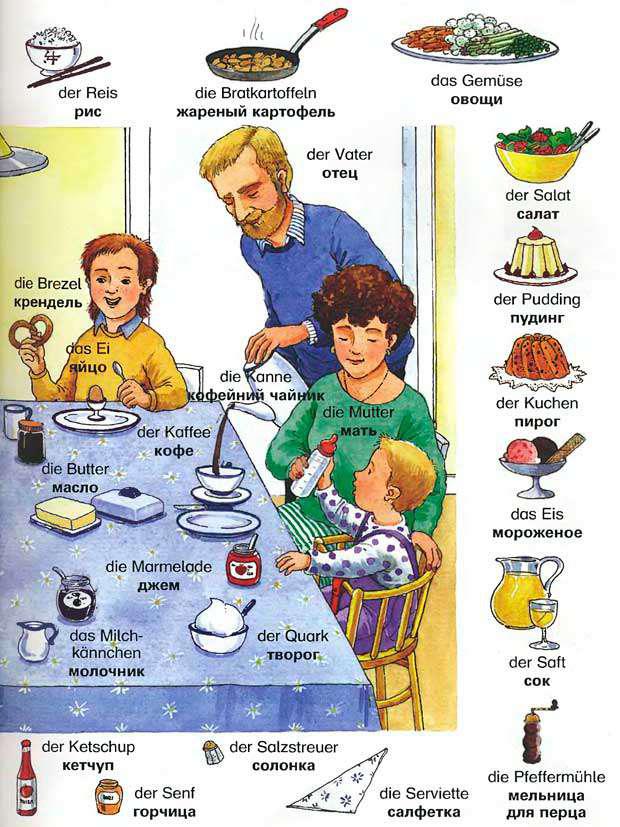 der Reis
рис
die Bratkartoffeln
жареный картофель
das Gemüse
овощи
der Vater
отец
der Salat
салат
die Brezel
крендель
der Pudding
пудинг
das Ei
яйцо
die Kanne
кофейний чайник
der Kuchen
пирог
die Mutter
мать
der Kaffee
кофе
die Butter
масло
das Eis
мороженое
die Marmelade
джем
das Milch-
kännchen
молочник
der Quark
творог
der Saft
сок
der Ketschup
кетчуп
der Salzstreuer
солонка
der Senf
горчица
die Serviette
салфетка
die Pfeffermühle
мельница
для перца